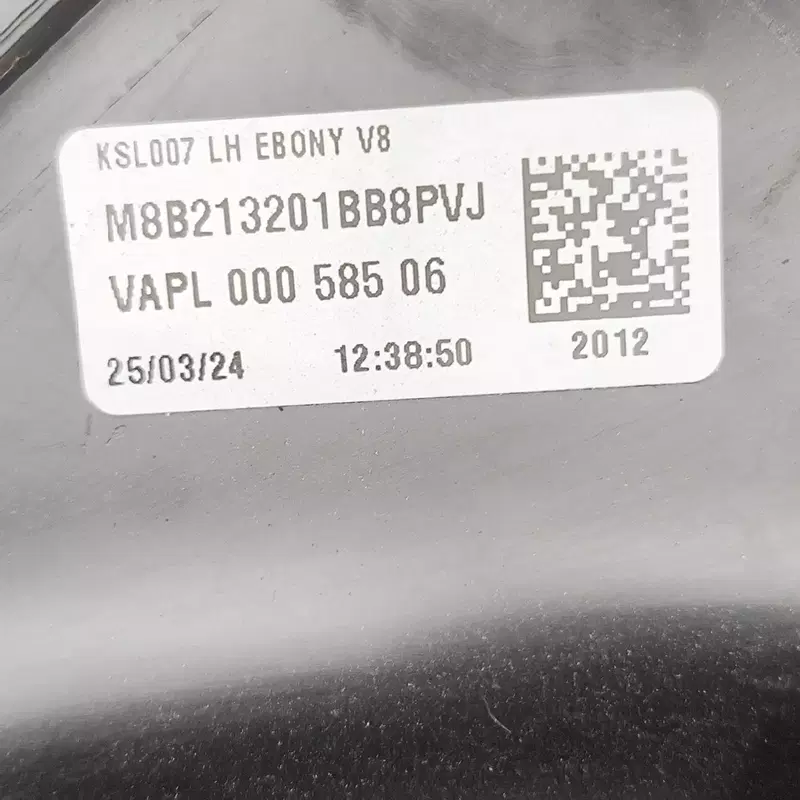 KSL007 LH EBONY V8
M8B213201BB8PVJ
VAPL 000 585 06
25/03/24 12:38:50 2012